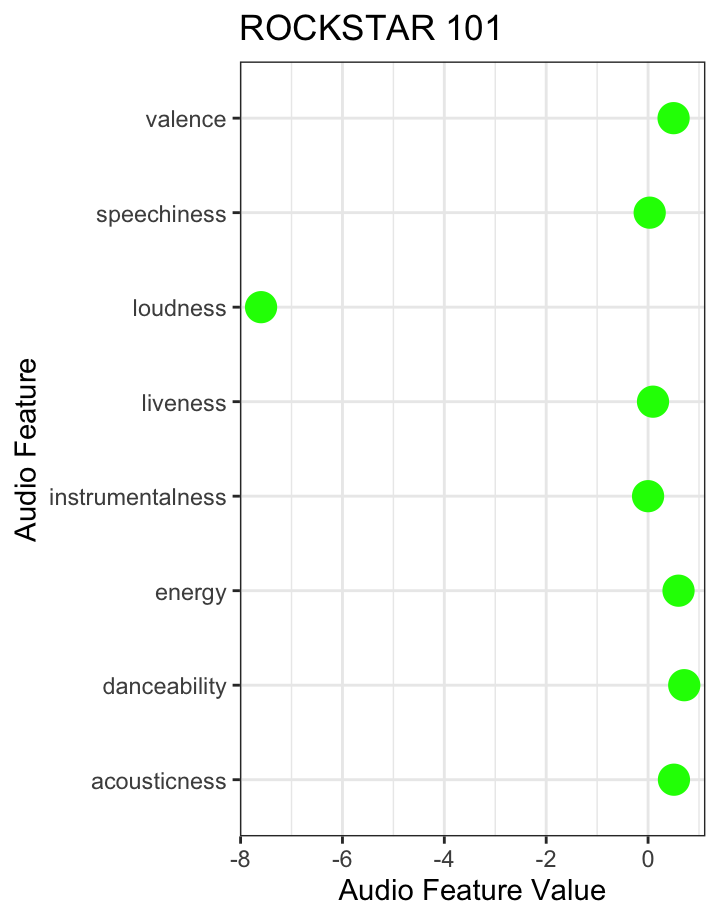 ROCKSTAR 101
valence
speechiness
loudness
liveness
instrumentalness
energy
danceability
acousticness
Audio Feature
-8 -6 -4 -2 0
Audio Feature Value